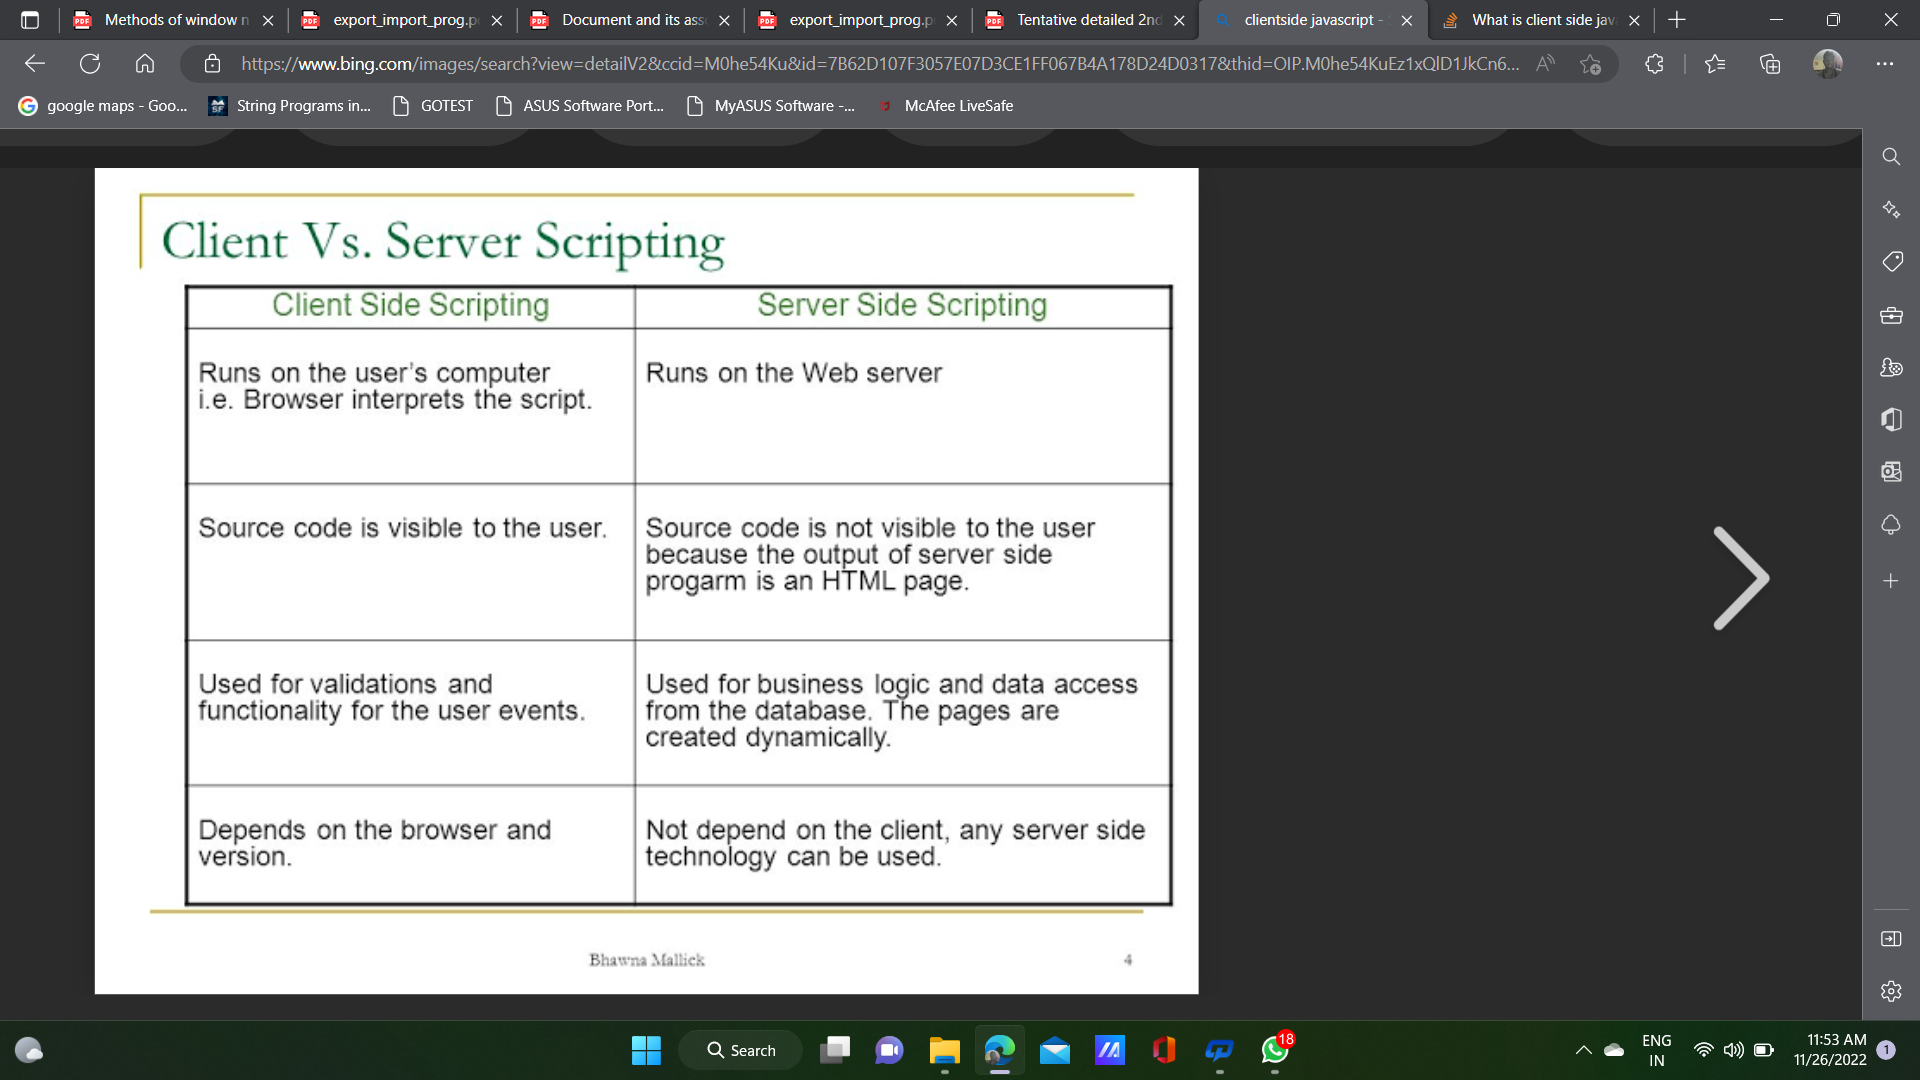 Methods of window n
export_import_prog.p
Document and its ass
export_import_prog.p
Tentative detailed 2nd
clientside javascript -
What is client side jav
https://www.bing.com/images/search?view=detailV2&ccid=M0he54Ku&id=7B62D107F3057E07D3CE1FF067B4A178D24D0317&thid=OIP.M0he54KuEz1xQlD1JkCn6...
google maps - Goo...
String Programs in...
GOTEST
ASUS Software Port...
MyASUS Software -...
McAfee LiveSafe
Client Vs. Server Scripting
Client Side Scripting
Server Side Scripting
Runs on the user's computer
i.e. Browser interprets the script.
Runs on the Web server
Source code is visible to the user.
Source code is not visible to the user
because the output of server side
progarm is an HTML page.
Used for validations and
functionality for the user events.
Used for business logic and data access
from the database. The pages are
created dynamically.
Depends on the browser and
version.
Not depend on the client, any server side
technology can be used.
Bhawna Mallick
4
Search
18
ENG
IN
11:53 AM
11/26/2022
1